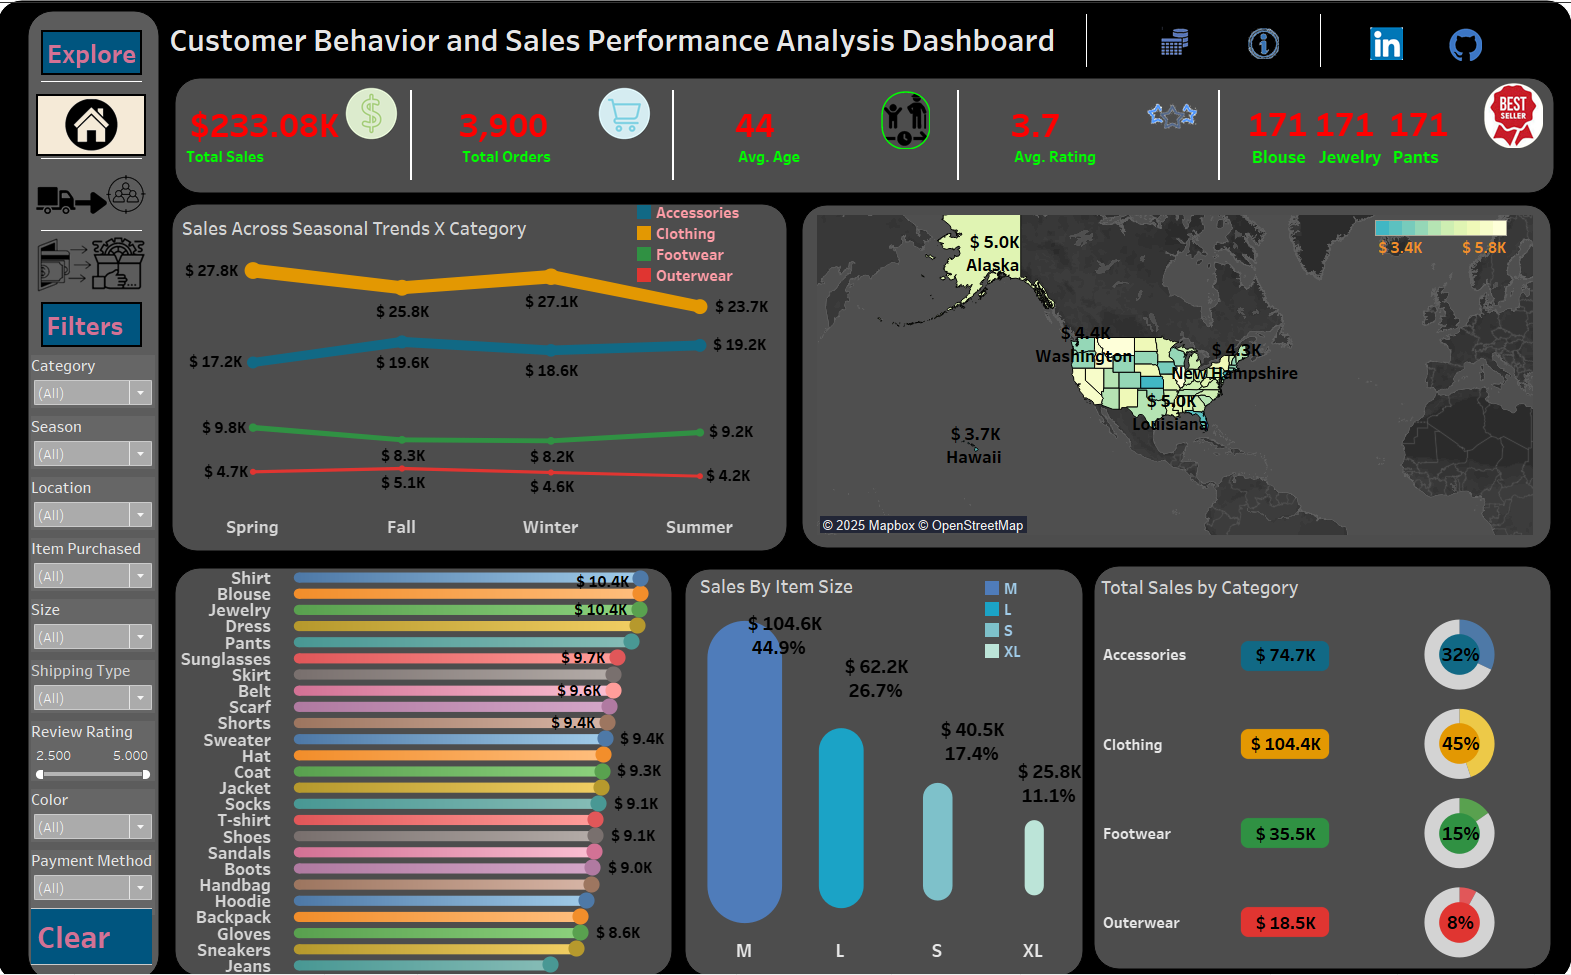 Explore
Customer Behavior and Sales Performance Analysis Dashboard
in
$233.08K
Total Sales
$
3,900
Total Orders
44
Avg. Age
3.7
Avg. Rating
171 171 171
Blouse Jewelry Pants
BEST
SELLER
Filters
Category
(All)
Season
(All)
Location
(All)
Item Purchased
(All)
Size
(All)
Shipping Type
(All)
Review Rating
2.500 5.000
Color
(All)
Payment Method
(All)
Clear
Sales Across Seasonal Trends X Category
Accessories
Clothing
Footwear
Outerwear
$ 27.8K
$ 25.8K
$ 27.1K
$ 23.7K
$ 17.2K
$ 19.6K
$ 18.6K
$ 19.2K
$ 9.8K
$ 8.3K
$ 8.2K
$ 9.2K
$ 4.7K
$ 5.1K
$ 4.6K
$ 4.2K
Spring Fall Winter Summer
$ 3.4K $ 5.8K
$ 5.0K
Alaska
$ 4.4K
Washington
$ 4.3K
New Hampshire
$ 5.0K
Louisiana
$ 3.7K
Hawaii
© 2025 Mapbox © OpenStreetMap
Shirt $ 10.4K
Blouse
Jewelry $ 10.4K
Dress
Pants
Sunglasses $ 9.7K
Skirt
Belt $ 9.6K
Scarf
Shorts $ 9.4K
Sweater $ 9.4K
Hat
Coat $ 9.3K
Jacket
Socks $ 9.1K
T-shirt
Shoes $ 9.1K
Sandals
Boots $ 9.0K
Handbag
Hoodie
Backpack
Gloves $ 8.6K
Sneakers
Jeans
Sales By Item Size
M
L
S
XL
$ 104.6K
44.9%
$ 62.2K
26.7%
$ 40.5K
17.4%
$ 25.8K
11.1%
M L S XL
Total Sales by Category
Accessories $ 74.7K 32%
Clothing $ 104.4K 45%
Footwear $ 35.5K 15%
Outerwear $ 18.5K 8%